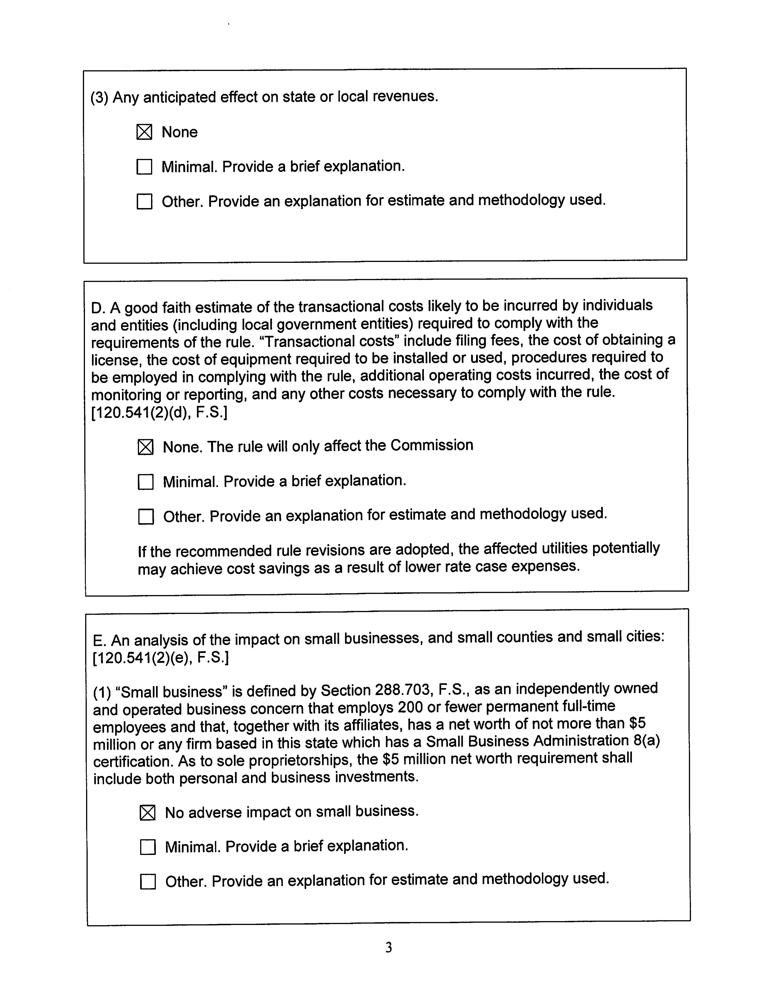 (3) Any anticipated effect on state or local revenues.
☒ None
☐ Minimal. Provide a brief explanation.
☐ Other. Provide an explanation for estimate and methodology used.
D. A good faith estimate of the transactional costs likely to be incurred by individuals
and entities (including local government entities) required to comply with the
requirements of the rule. “Transactional costs” include filing fees, the cost of obtaining a
license, the cost of equipment required to be installed or used, procedures required to
be employed in complying with the rule, additional operating costs incurred, the cost of
monitoring or reporting, and any other costs necessary to comply with the rule.
[120.541(2)(d), F.S.]
☒ None. The rule will only affect the Commission
☐ Minimal. Provide a brief explanation.
☐ Other. Provide an explanation for estimate and methodology used.
If the recommended rule revisions are adopted, the affected utilities potentially
may achieve cost savings as a result of lower rate case expenses.
E. An analysis of the impact on small businesses, and small counties and small cities:
[120.541(2)(e), F.S.]
(1) “Small business” is defined by Section 288.703, F.S., as an independently owned
and operated business concern that employs 200 or fewer permanent full-time
employees and that, together with its affiliates, has a net worth of not more than $5
million or any firm based in this state which has a Small Business Administration 8(a)
certification. As to sole proprietorships, the $5 million net worth requirement shall
include both personal and business investments.
☒ No adverse impact on small business.
☐ Minimal. Provide a brief explanation.
☐ Other. Provide an explanation for estimate and methodology used.
3